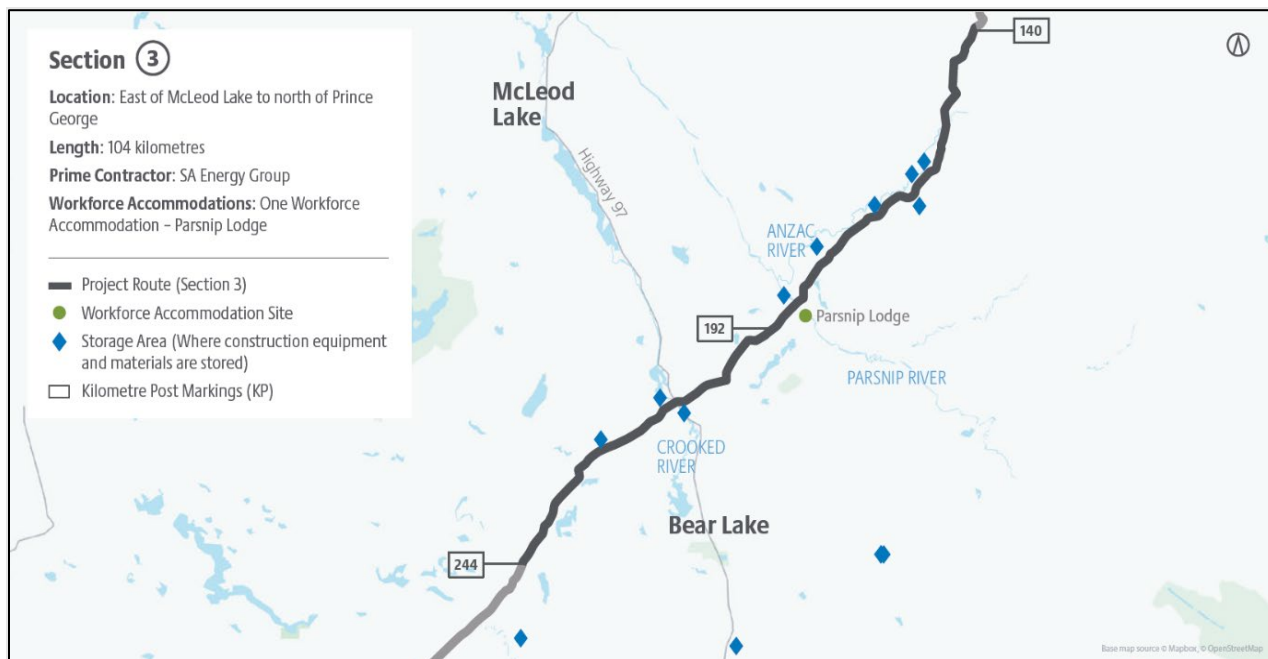 Section 3
Location: East of McLeod Lake to north of Prince
George
Length: 104 kilometres
Prime Contractor: SA Energy Group
Workforce Accommodations: One Workforce
Accommodation – Parsnip Lodge
Project Route (Section 3)
Workforce Accommodation Site
Storage Area (Where construction equipment
and materials are stored)
Kilometre Post Markings (KP)
140
McLeod
Lake
Highway 97
ANZAC
RIVER
Parsnip Lodge
192
PARSNIP RIVER
CROOKED
RIVER
Bear Lake
244
Base map source © Mapbox, © OpenStreetMap